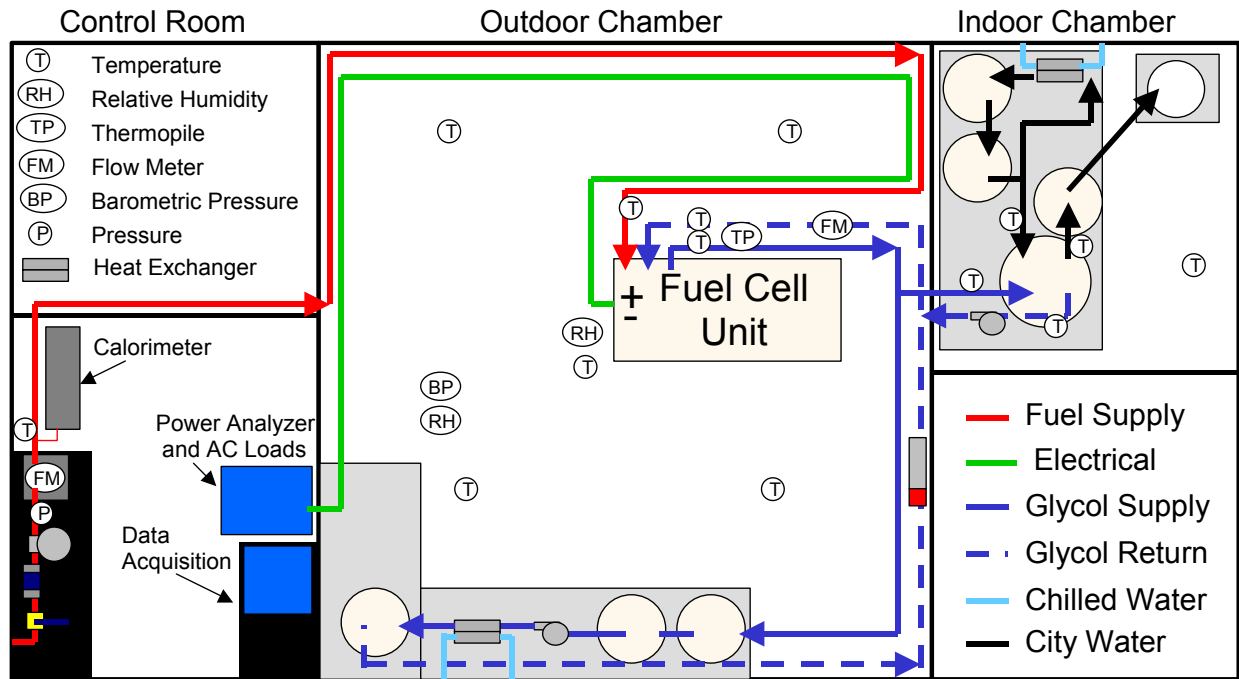 Control Room
Outdoor Chamber
Indoor Chamber
T Temperature
RH Relative Humidity
TP Thermopile
FM Flow Meter
BP Barometric Pressure
P Pressure
Heat Exchanger
T
T
T
T
T
TP
FM
Fuel Cell
Unit
+
-
RH
T
BP
RH
T
T
T
T
T
T
T
T
Calorimeter
T
FM
P
Power Analyzer
and AC Loads
Data
Acquisition
Fuel Supply
Electrical
Glycol Supply
Glycol Return
Chilled Water
City Water